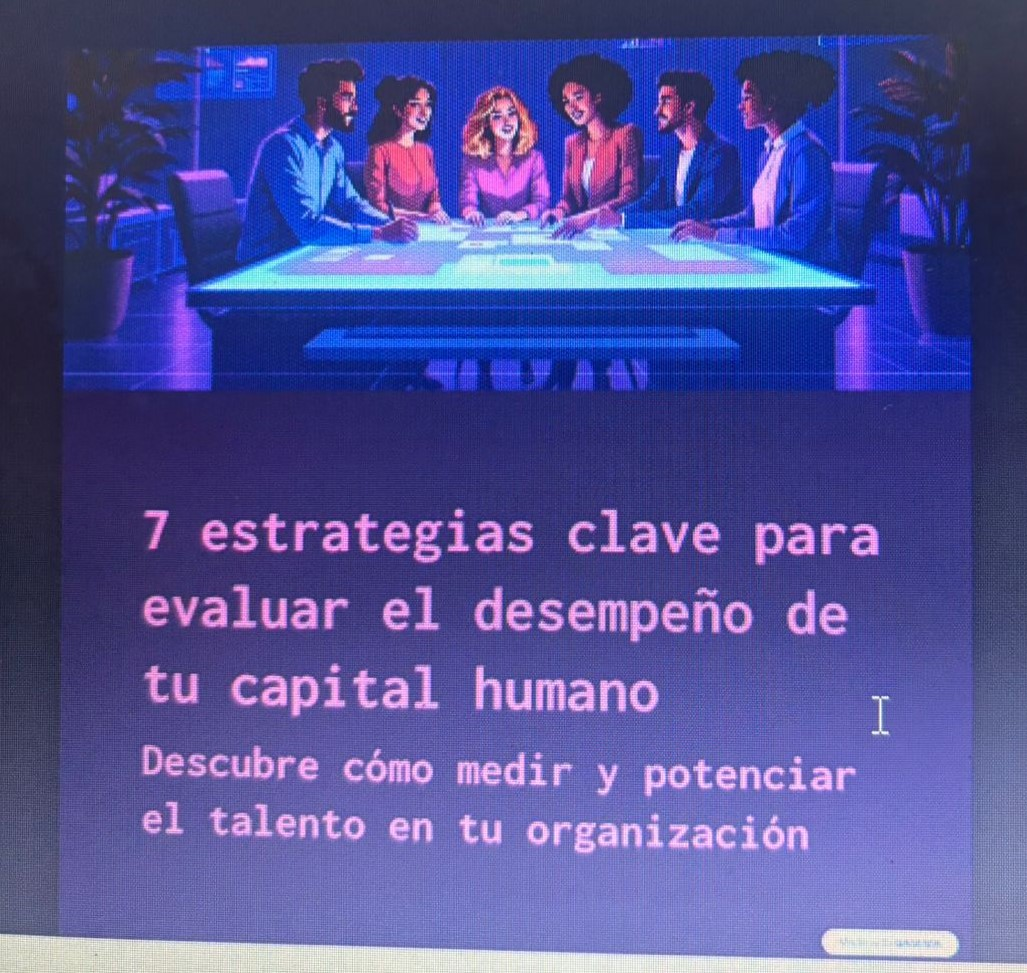 7 estrategias clave para
evaluar el desempeño de
tu capital humano
Descubre cómo medir y potenciar
el talento en tu organización